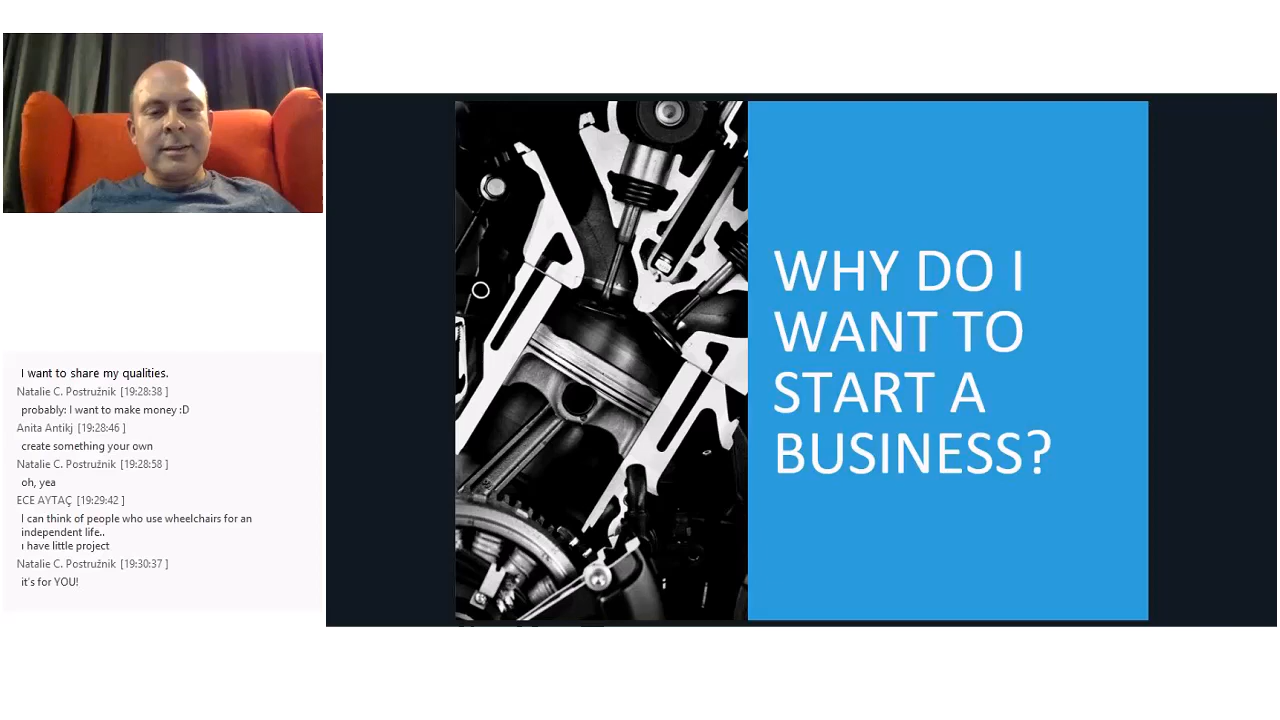 I want to share my qualities.
Natalie C. Postružnik [19:28:38 ]
probably: I want to make money :D
Anita Antikj [19:28:46 ]
create something your own
Natalie C. Postružnik [19:28:58 ]
oh, yea
ECE AYTAÇ [19:29:42 ]
I can think of people who use wheelchairs for an
independent life..
ı have little project
Natalie C. Postružnik [19:30:37 ]
it's for YOU!
WHY DO I
WANT TO
START A
BUSINESS?